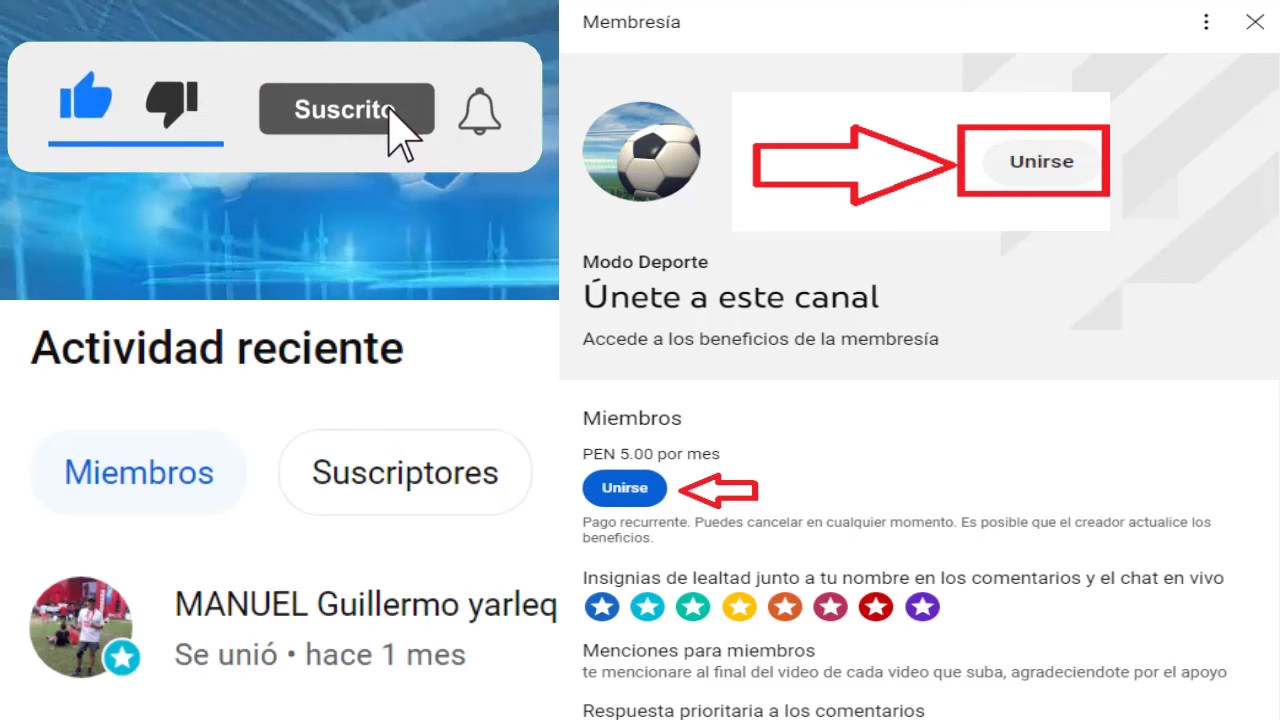 Suscrito
Actividad reciente
Miembros
Suscriptores
MANUEL Guillermo yarleq
Se unió • hace 1 mes
Membresía
Unirse
Modo Deporte
Únete a este canal
Accede a los beneficios de la membresía
Miembros
PEN 5.00 por mes
Unirse
Pago recurrente. Puedes cancelar en cualquier momento. Es posible que el creador actualice los
beneficios.
Insignias de lealtad junto a tu nombre en los comentarios y el chat en vivo
Menciones para miembros
te mencionare al final del video de cada video que suba, agradeciendote por el apoyo
Respuesta prioritaria a los comentarios